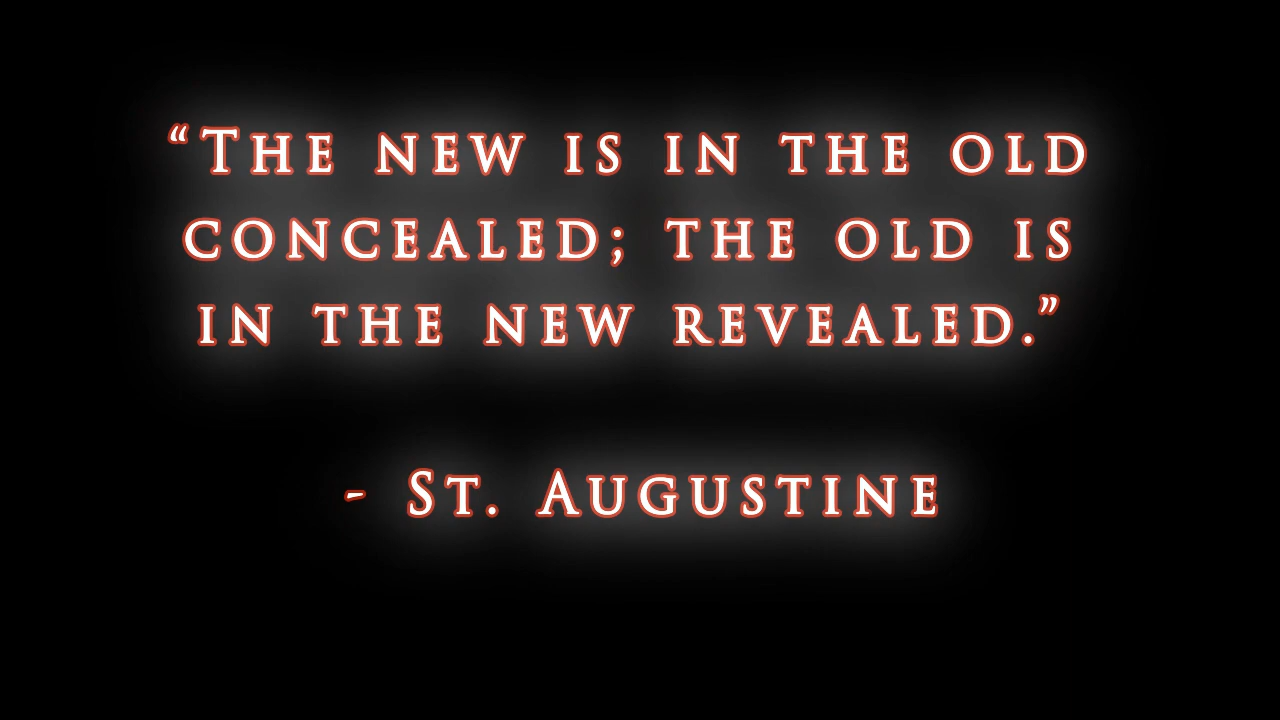 “The new is in the old
concealed; the old is
in the new revealed.”
- St. Augustine